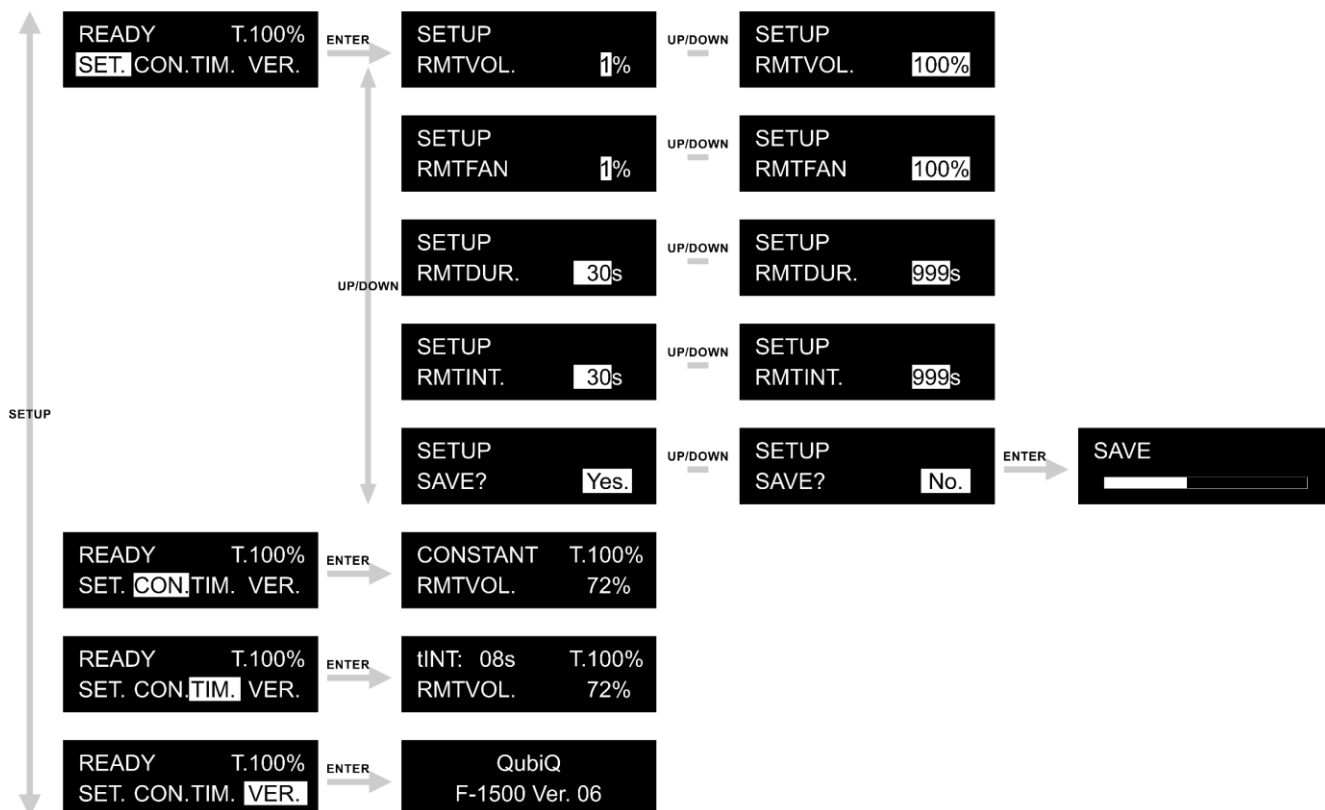 READY T.100%
SET. CON.TIM. VER.
ENTER
SETUP
RMTVOL. 1%
UP/DOWN
SETUP
RMTVOL. 100%
SETUP
RMTFAN 1%
UP/DOWN
SETUP
RMTFAN 100%
SETUP
RMTDUR. 30s
UP/DOWN
SETUP
RMTDUR. 999s
UP/DOWN
SETUP
RMTINT. 30s
UP/DOWN
SETUP
RMTINT. 999s
SETUP
SETUP
SAVE? Yes.
UP/DOWN
SETUP
SAVE? No.
ENTER
SAVE
READY T.100%
SET. CON.TIM. VER.
ENTER
CONSTANT T.100%
RMTVOL. 72%
READY T.100%
SET. CON.TIM. VER.
ENTER
tINT: 08s T.100%
RMTVOL. 72%
READY T.100%
SET. CON.TIM. VER.
ENTER
QubiQ
F-1500 Ver. 06